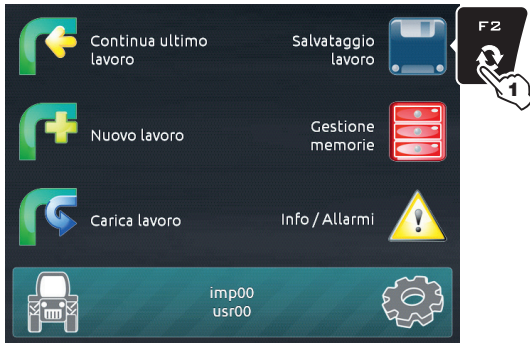 Continua ultimo
lavoro
Salvataggio
lavoro
F2
1
Nuovo lavoro
Gestione
memorie
Carica lavoro
Info / Allarmi
imp00
usr00